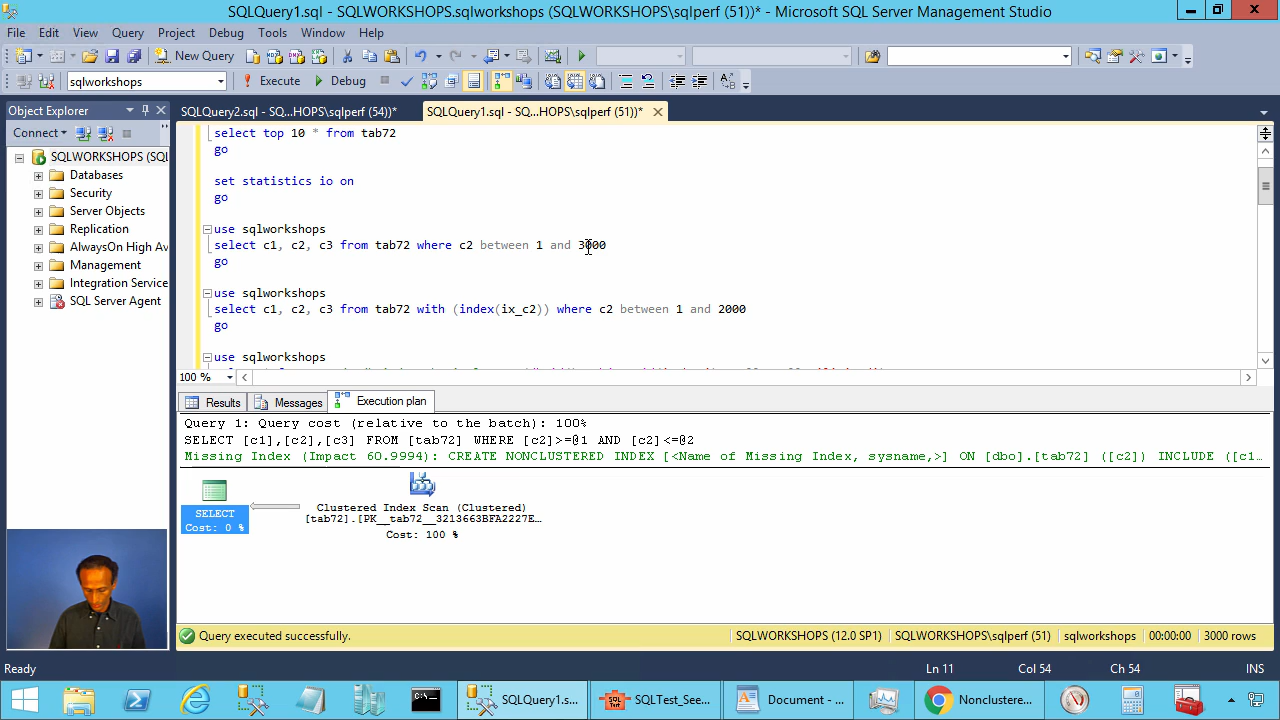 SQLQuery1.sql - SQLWORKSHOPS.sqlworkshops (SQLWORKSHOPS\sqlperf (51))* - Microsoft SQL Server Management Studio
File Edit View Query Project Debug Tools Window Help
New Query
sqlworkshops Execute Debug
Object Explorer
Connect
SQLWORKSHOPS (SQL
Databases
Security
Server Objects
Replication
AlwaysOn High Av
Management
Integration Service
SQL Server Agent
SQLQuery2.sql - SQ...HOPS\sqlperf (54))* SQLQuery1.sql - SQ...HOPS\sqlperf (51))*
select top 10 * from tab72
go
set statistics io on
go
use sqlworkshops
select c1, c2, c3 from tab72 where c2 between 1 and 3000
go
use sqlworkshops
select c1, c2, c3 from tab72 with (index(ix_c2)) where c2 between 1 and 2000
go
use sqlworkshops
100 %
Results Messages Execution plan
Query 1: Query cost (relative to the batch): 100%
SELECT [c1],[c2],[c3] FROM [tab72] WHERE [c2]>=@1 AND [c2]<=@2
Missing Index (Impact 60.9994): CREATE NONCLUSTERED INDEX [<Name of Missing Index, sysname,>] ON [dbo].[tab72] ([c2]) INCLUDE ([c1...
SELECT
Cost: 0 %
Clustered Index Scan (Clustered)
[tab72].[PK__tab72__3213663BFA2227E...
Cost: 100 %
Query executed successfully. SQLWORKSHOPS (12.0 SP1) SQLWORKSHOPS\sqlperf (51) sqlworkshops 00:00:00 3000 rows
Ready Ln 11 Col 54 Ch 54 INS
SQLQuery1.s... SQLTest_See... Document - ... Nonclustere...